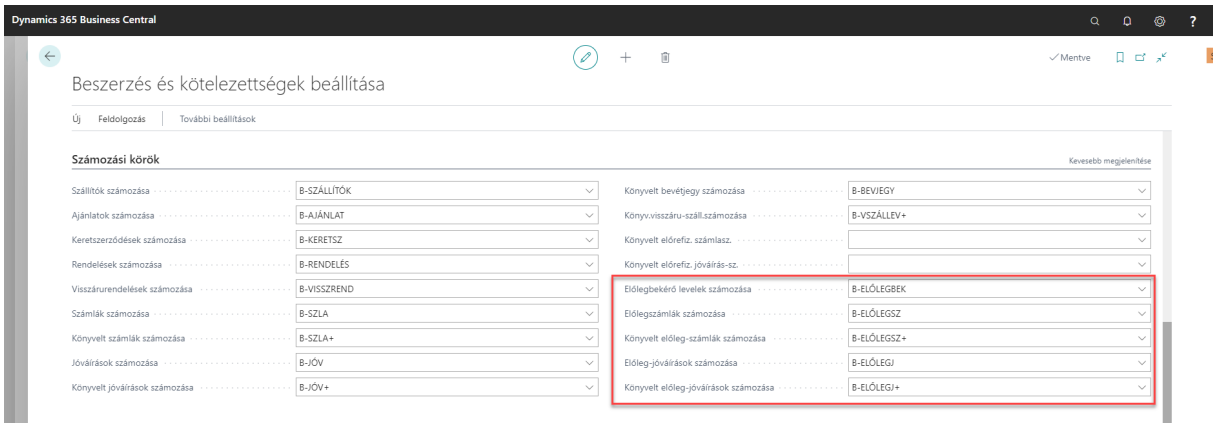 Dynamics 365 Business Central
?
Mentve
Beszerzés és kötelezettségek beállítása
Új Feldolgozás További beállítások
Számozási körök Kevesebb megjelenítése
Szállítók számozása B-SZÁLLÍTÓK
Ajánlatok számozása B-AJÁNLAT
Keretszerződések számozása B-KERETSZ
Rendelések számozása B-RENDELÉS
Visszárurendelések számozása B-VISSZREND
Számlák számozása B-SZLA
Könyvelt számlák számozása B-SZLA+
Jóváírások számozása B-JÓV
Könyvelt jóváírások számozása B-JÓV+
Könyvelt bevétjegy számozása B-BEVJEGY
Könyv.visszáru-száll.számozása B-VSZÁLLEV+
Könyvelt előrefiz. számlasz.
Könyvelt előrefiz. jóváírás-sz.
Előlegbekérő levelek számozása B-ELŐLEGBEK
Előlegszámlák számozása B-ELŐLEGSZ
Könyvelt előleg-számlák számozása B-ELŐLEGSZ+
Előleg-jóváírások számozása B-ELŐLEGJ
Könyvelt előleg-jóváírások számozása B-ELŐLEGJ+